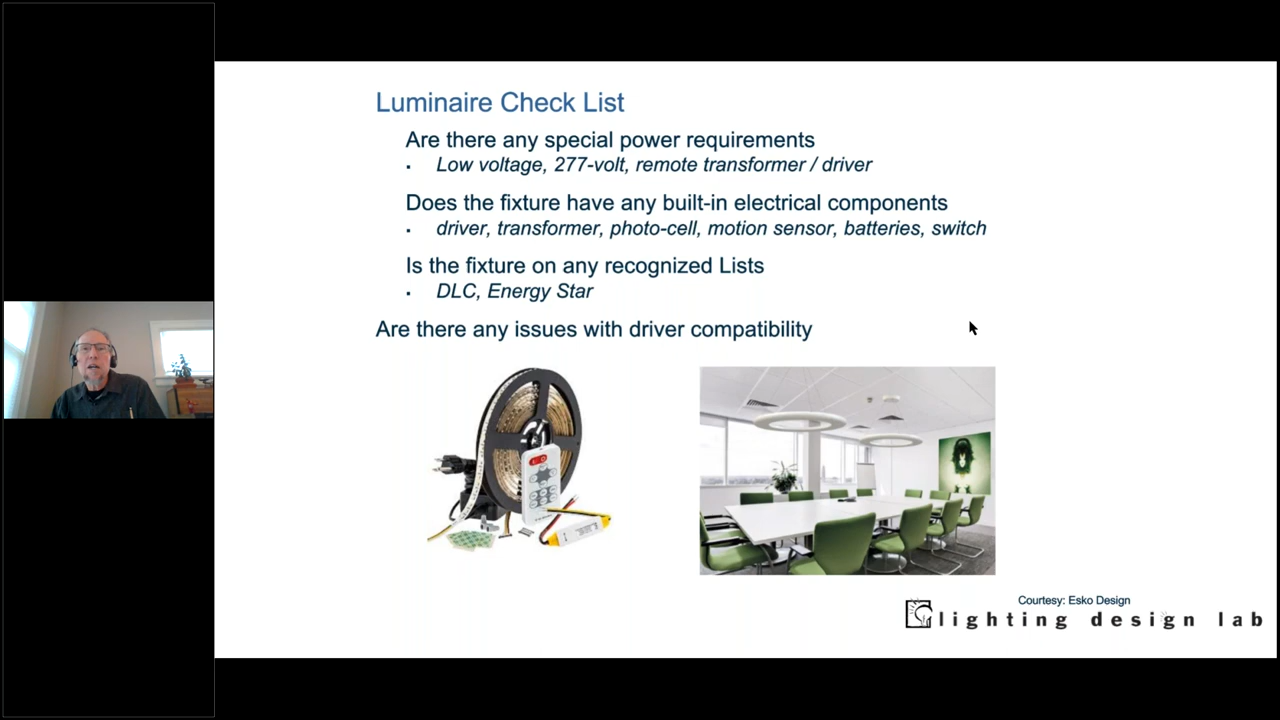 Luminaire Check List
Are there any special power requirements
▪ Low voltage, 277-volt, remote transformer / driver
Does the fixture have any built-in electrical components
▪ driver, transformer, photo-cell, motion sensor, batteries, switch
Is the fixture on any recognized Lists
▪ DLC, Energy Star
Are there any issues with driver compatibility
Courtesy: Esko Design
lighting design lab